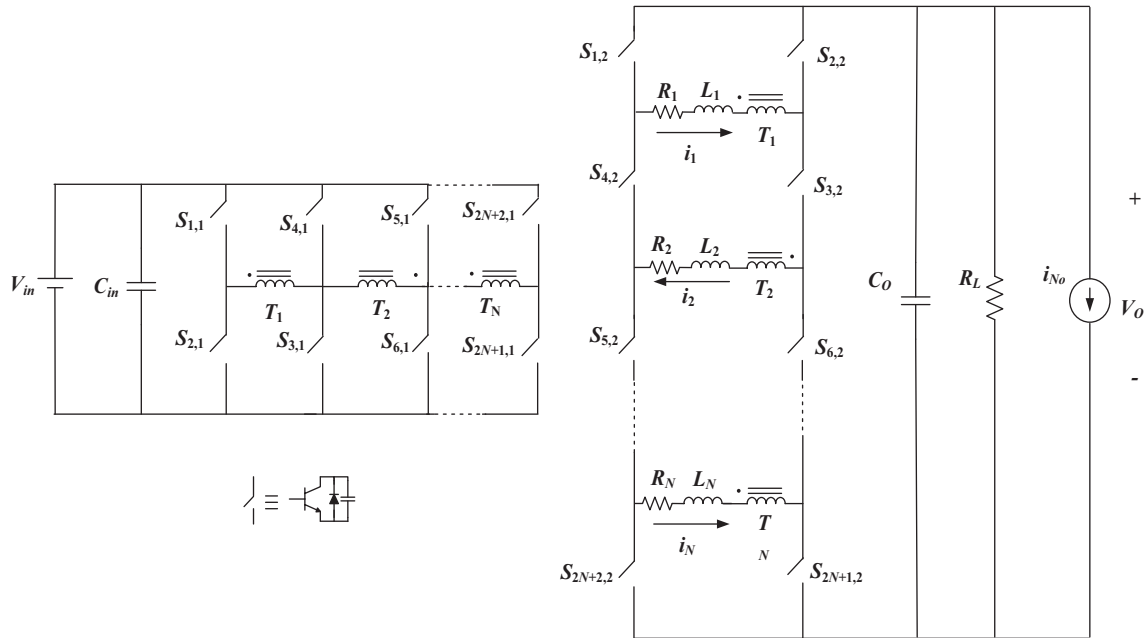 S1,2
S2,2
R1
L1
T1
i1
S4,2
S3,2
S1,1
S4,1
S5,1
S2N+2,1
R2
L2
T2
i2
Vin
Cin
T1
T2
TN
CO
RL
iNo
VO
+
-
S2,1
S3,1
S6,1
S2N+1,1
S5,2
S6,2
RN
LN
T
N
iN
S2N+2,2
S2N+1,2